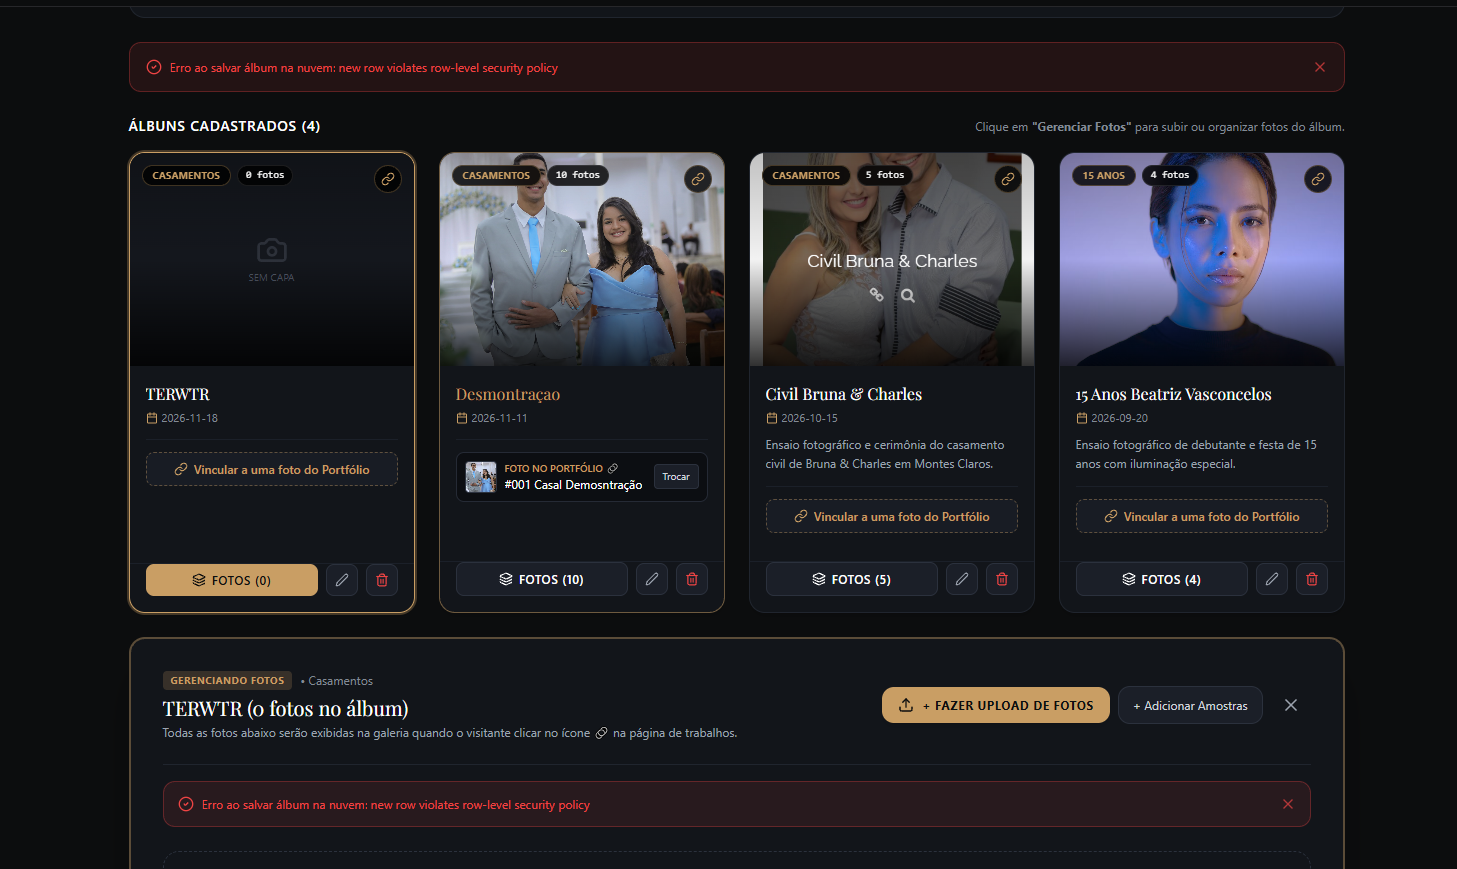 Erro ao salvar álbum na nuvem: new row violates row-level security policy
ÁLBUNS CADASTRADOS (4)
Clique em "Gerenciar Fotos" para subir ou organizar fotos do álbum.
CASAMENTOS
0 fotos
SEM CAPA
TERWTR
2026-11-18
Vincular a uma foto do Portfólio
FOTOS (0)
CASAMENTOS
10 fotos
Desmontraçao
2026-11-11
FOTO NO PORTFÓLIO
#001 Casal Demosntração
Trocar
FOTOS (10)
CASAMENTOS
5 fotos
Civil Bruna & Charles
Civil Bruna & Charles
2026-10-15
Ensaio fotográfico e cerimônia do casamento
civil de Bruna & Charles em Montes Claros.
Vincular a uma foto do Portfólio
FOTOS (5)
15 ANOS
4 fotos
15 Anos Beatriz Vasconcelos
2026-09-20
Ensaio fotográfico de debutante e festa de 15
anos com iluminação especial.
Vincular a uma foto do Portfólio
FOTOS (4)
GERENCIANDO FOTOS • Casamentos
TERWTR (0 fotos no álbum)
Todas as fotos abaixo serão exibidas na galeria quando o visitante clicar no ícone na página de trabalhos.
+ FAZER UPLOAD DE FOTOS
+ Adicionar Amostras
Erro ao salvar álbum na nuvem: new row violates row-level security policy